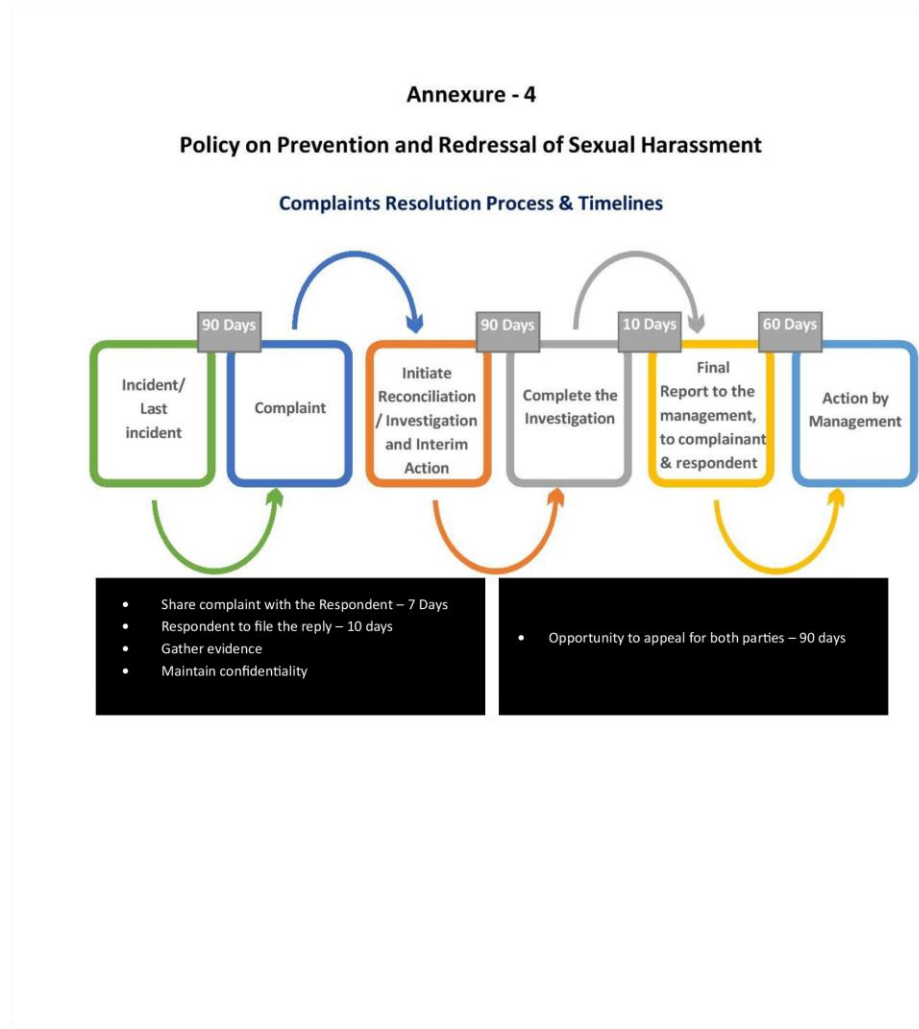 Annexure - 4
Policy on Prevention and Redressal of Sexual Harassment
Complaints Resolution Process & Timelines
90 Days
90 Days
10 Days
60 Days
Incident/
Last
incident
Complaint
Initiate
Reconciliation
/ Investigation
and Interim
Action
Complete the
Investigation
Final
Report to the
management,
to complainant
& respondent
Action by
Management
• Share complaint with the Respondent – 7 Days
• Respondent to file the reply – 10 days
• Gather evidence
• Maintain confidentiality
• Opportunity to appeal for both parties – 90 days